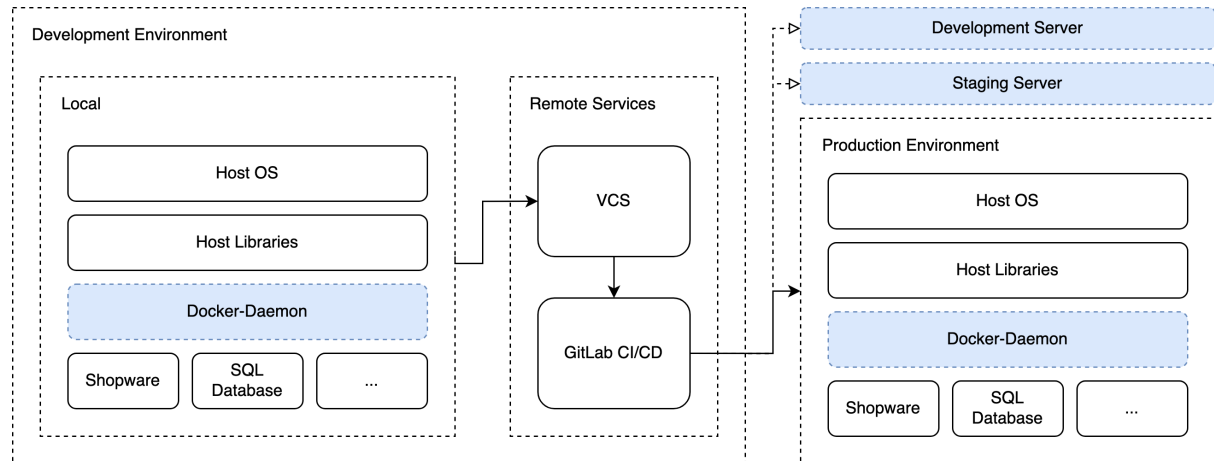 Development Environment
Local
Host OS
Host Libraries
Docker-Daemon
Shopware
SQL
Database
...
Remote Services
VCS
GitLab CI/CD
Development Server
Staging Server
Production Environment
Host OS
Host Libraries
Docker-Daemon
Shopware
SQL
Database
...